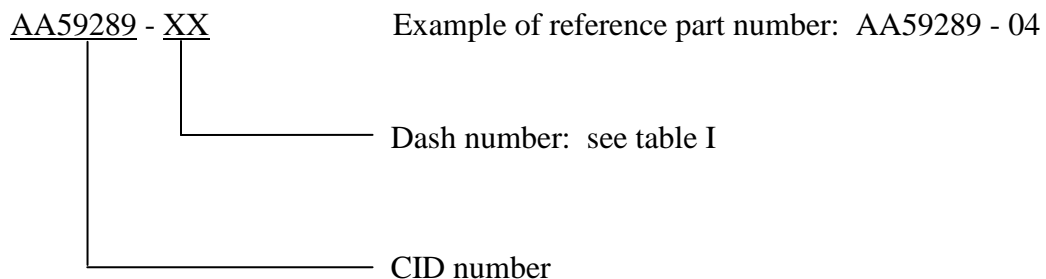 AA59289 - XX Example of reference part number: AA59289 - 04
Dash number: see table I
CID number